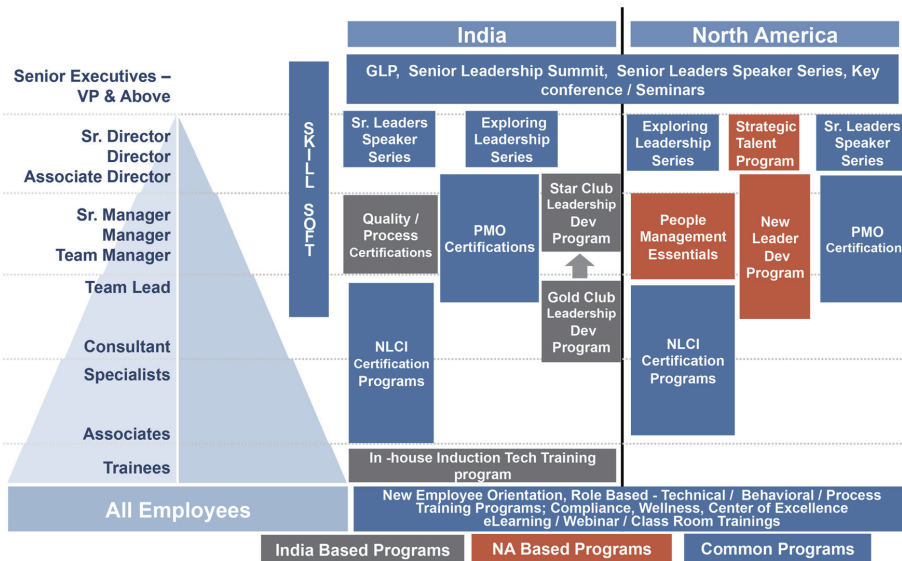 India
North America
Senior Executives –
VP & Above
GLP, Senior Leadership Summit, Senior Leaders Speaker Series, Key
conference / Seminars
SKILL SOFT
Sr. Director
Director
Associate Director
Sr. Leaders
Speaker
Series
Exploring
Leadership
Series
Exploring
Leadership
Series
Strategic
Talent
Program
Sr. Leaders
Speaker
Series
Sr. Manager
Manager
Team Manager
Quality /
Process
Certifications
PMO
Certifications
Star Club
Leadership
Dev
Program
People
Management
Essentials
New
Leader
Dev
Program
PMO
Certification
Team Lead
Consultant
Gold Club
Leadership
Dev
Program
Specialists
Associates
NLCI
Certification
Programs
NLCI
Certification
Programs
Trainees
In -house Induction Tech Training
program
All Employees
New Employee Orientation, Role Based - Technical / Behavioral / Process
Training Programs; Compliance, Wellness, Center of Excellence
eLearning / Webinar / Class Room Trainings
India Based Programs
NA Based Programs
Common Programs